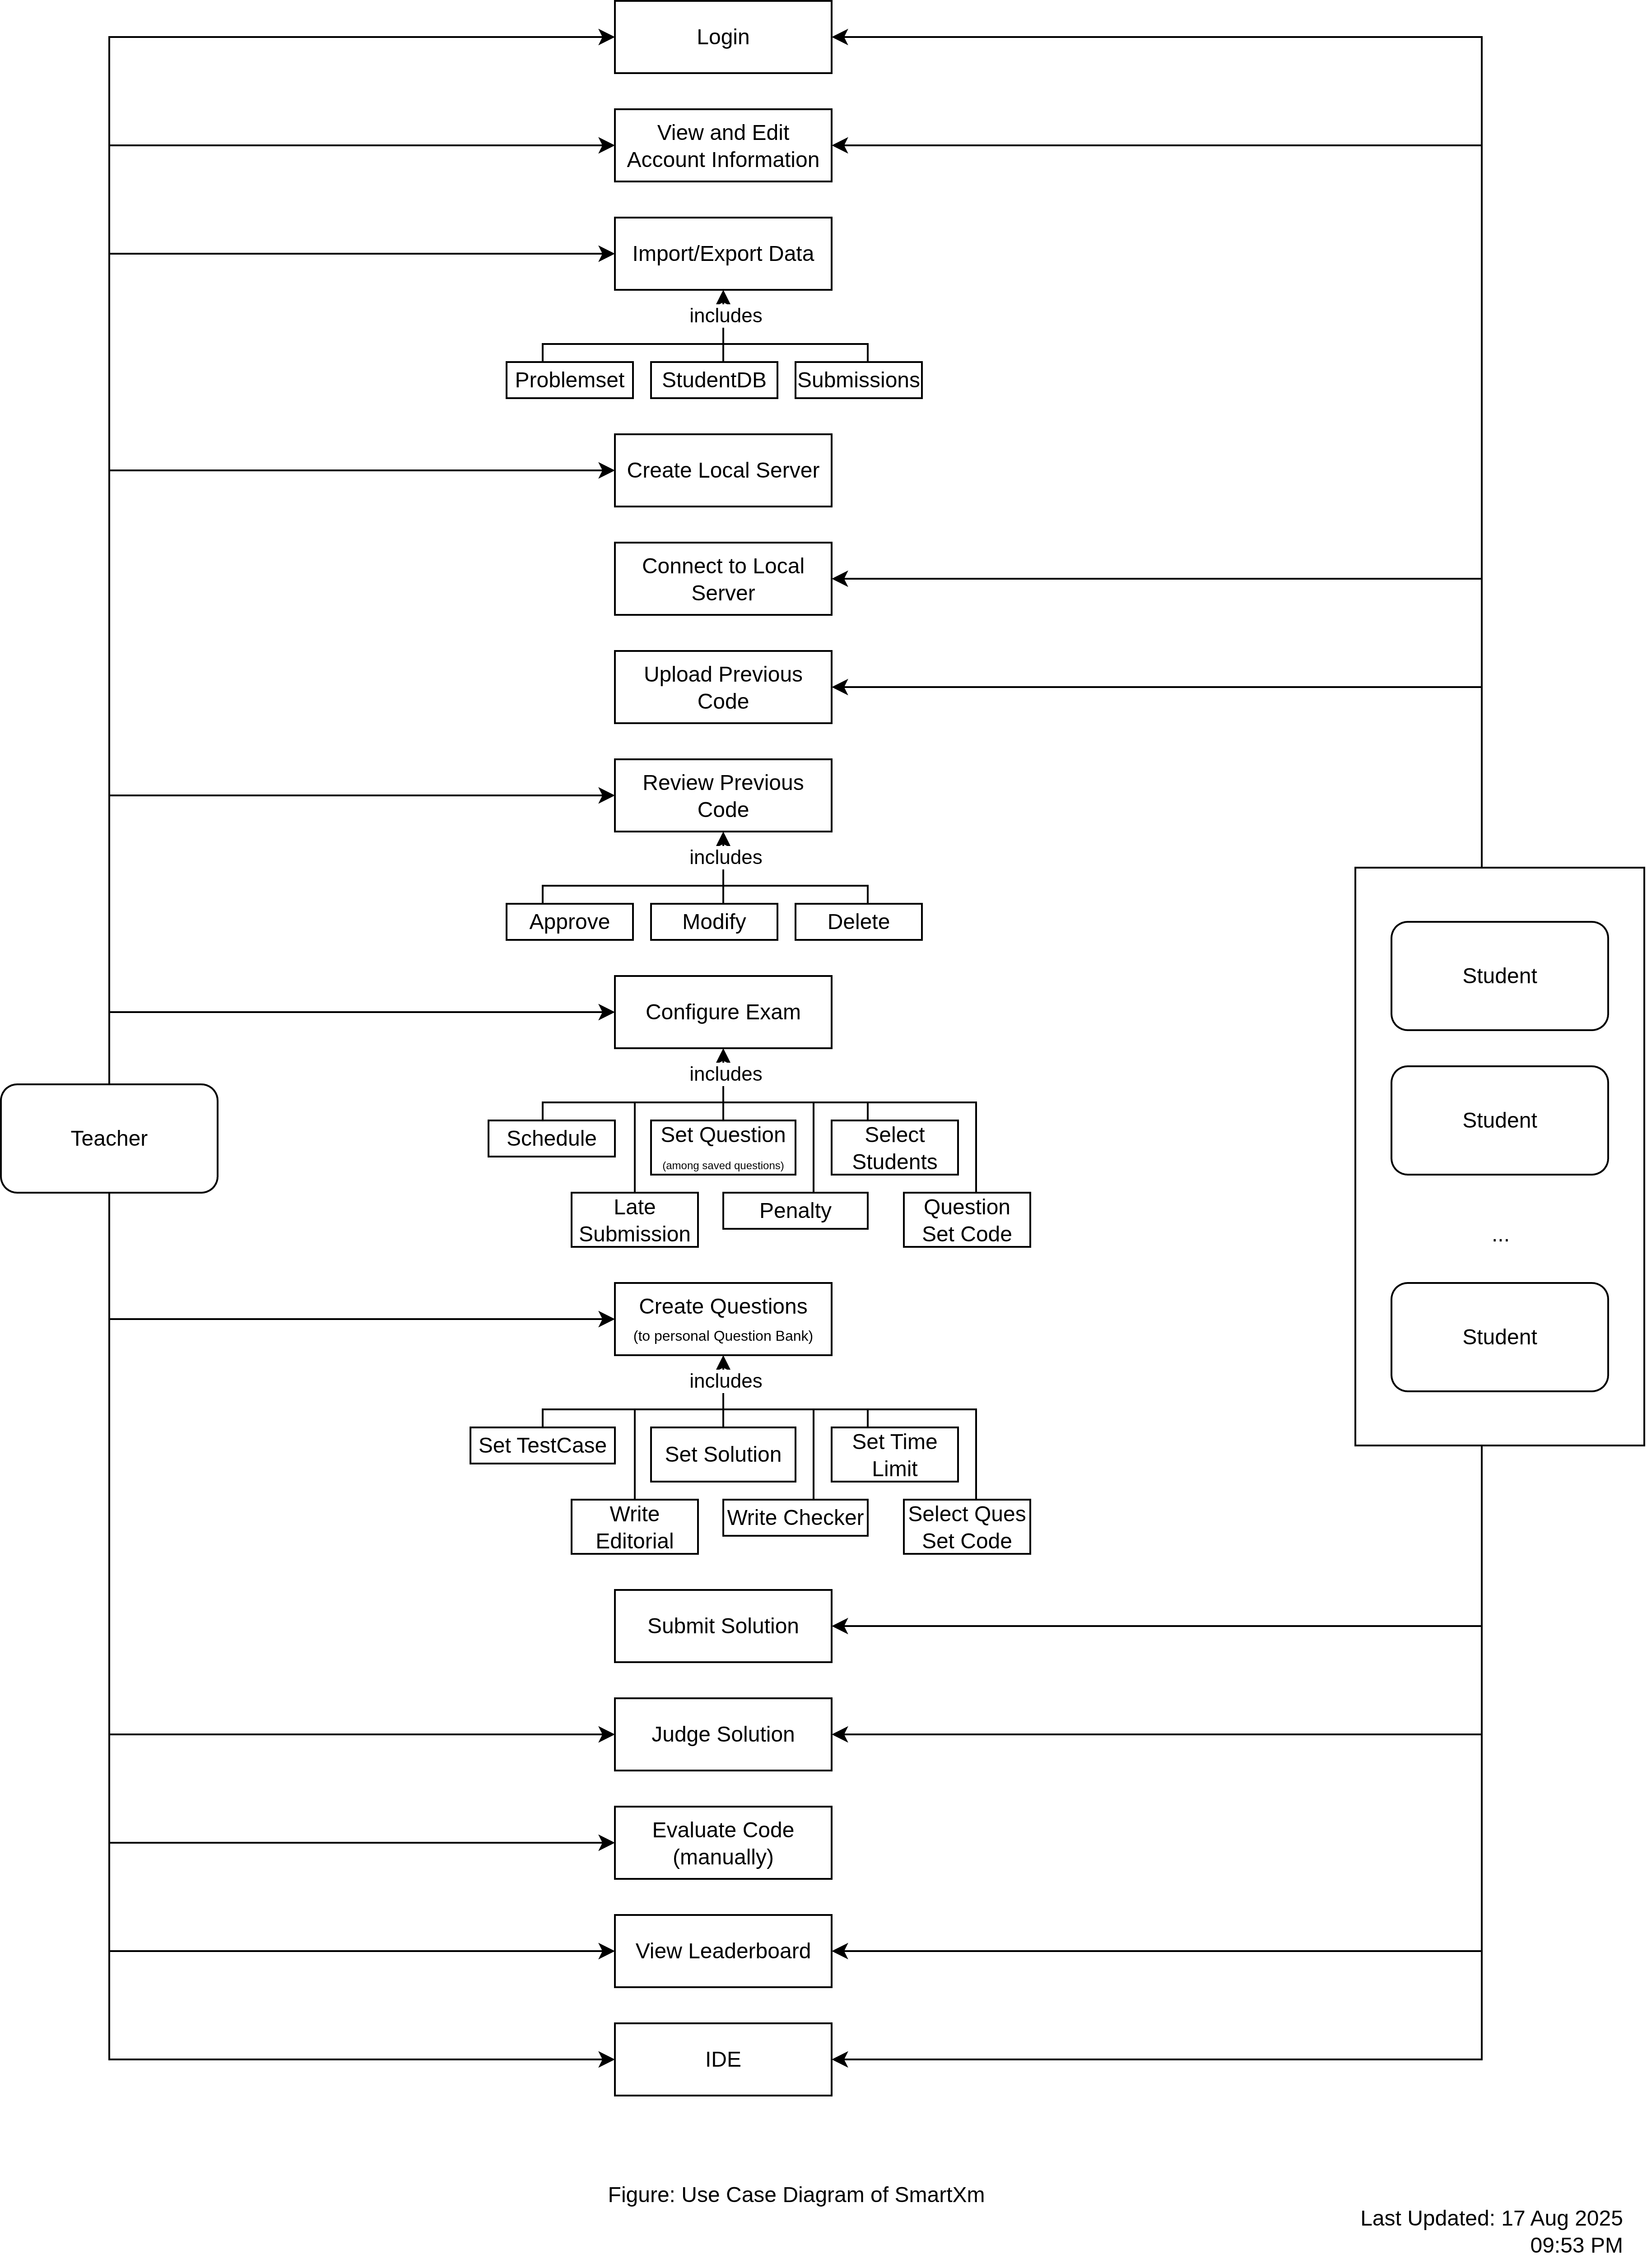 Login
View and Edit
Account Information
Import/Export Data
includes
Problemset
StudentDB
Submissions
Create Local Server
Connect to Local
Server
Upload Previous
Code
Review Previous
Code
includes
Approve
Modify
Delete
Configure Exam
includes
Schedule
Set Question
(among saved questions)
Select
Students
Late
Submission
Penalty
Question
Set Code
Teacher
Student
Student
...
Student
Create Questions
(to personal Question Bank)
includes
Set TestCase
Set Solution
Set Time
Limit
Write
Editorial
Write Checker
Select Ques
Set Code
Submit Solution
Judge Solution
Evaluate Code
(manually)
View Leaderboard
IDE
Figure: Use Case Diagram of SmartXm
Last Updated: 17 Aug 2025
09:53 PM